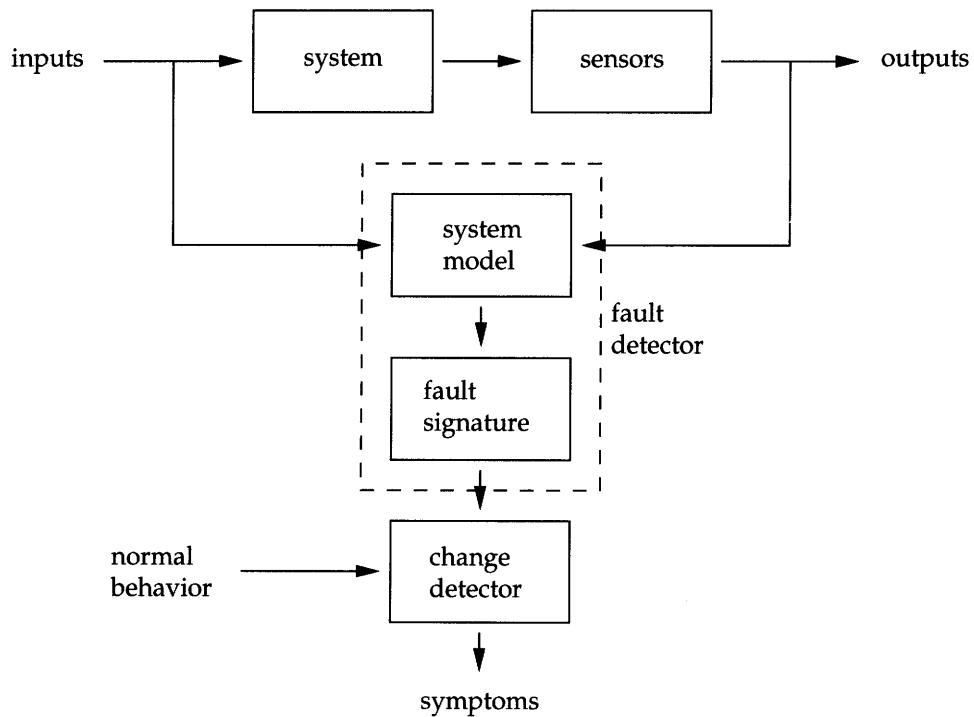 inputs
system
sensors
outputs
system
model
fault
detector
fault
signature
normal
behavior
change
detector
symptoms